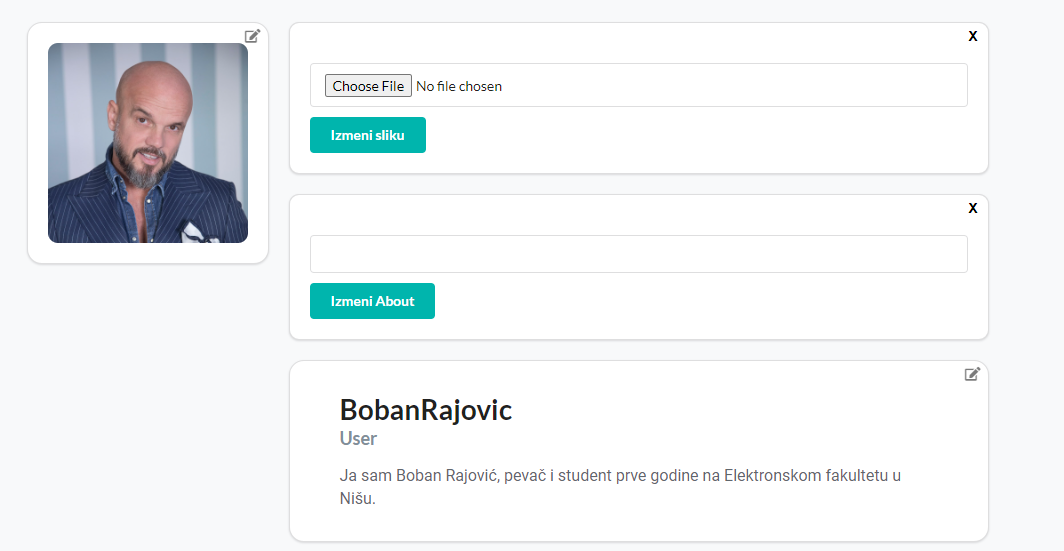 X
Choose File No file chosen
Izmeni sliku
X
Izmeni About
BobanRajovic
User
Ja sam Boban Rajović, pevač i student prve godine na Elektronskom fakultetu u
Nišu.